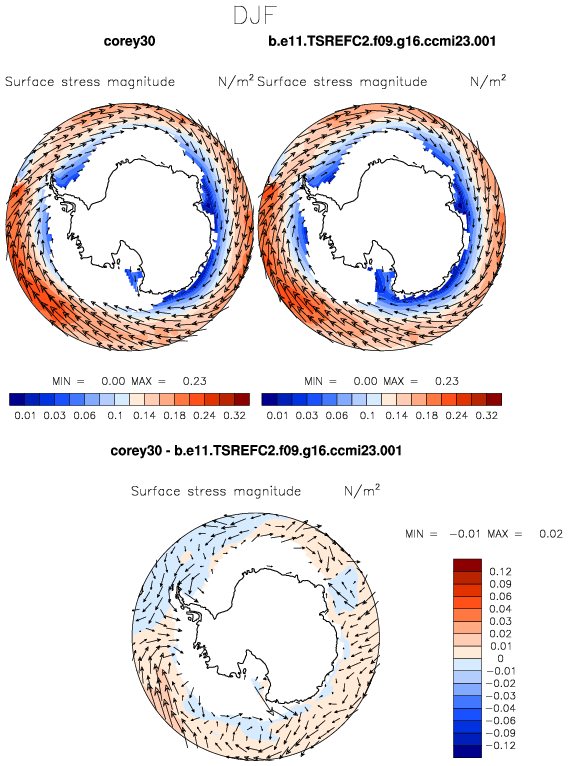 DJF
corey30 b.e11.TSREFC2.f09.g16.ccmi23.001
Surface stress magnitude N/m² Surface stress magnitude N/m²
MIN = 0.00 MAX = 0.23 MIN = 0.00 MAX = 0.23
0.01 0.03 0.06 0.1 0.14 0.18 0.24 0.32 0.01 0.03 0.06 0.1 0.14 0.18 0.24 0.32
corey30 - b.e11.TSREFC2.f09.g16.ccmi23.001
Surface stress magnitude N/m²
MIN = -0.01 MAX = 0.02
0.12
0.09
0.06
0.04
0.03
0.02
0.01
0
-0.01
-0.02
-0.03
-0.04
-0.06
-0.09
-0.12